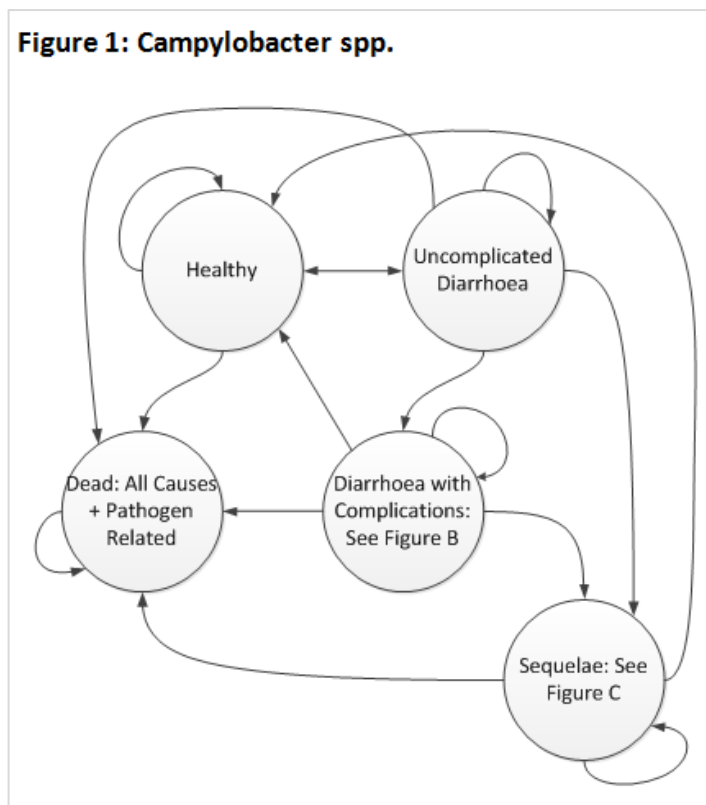 Figure 1: Campylobacter spp.
Healthy
Uncomplicated
Diarrhoea
Dead: All Causes
+ Pathogen
Related
Diarrhoea with
Complications:
See Figure B
Sequelae: See
Figure C